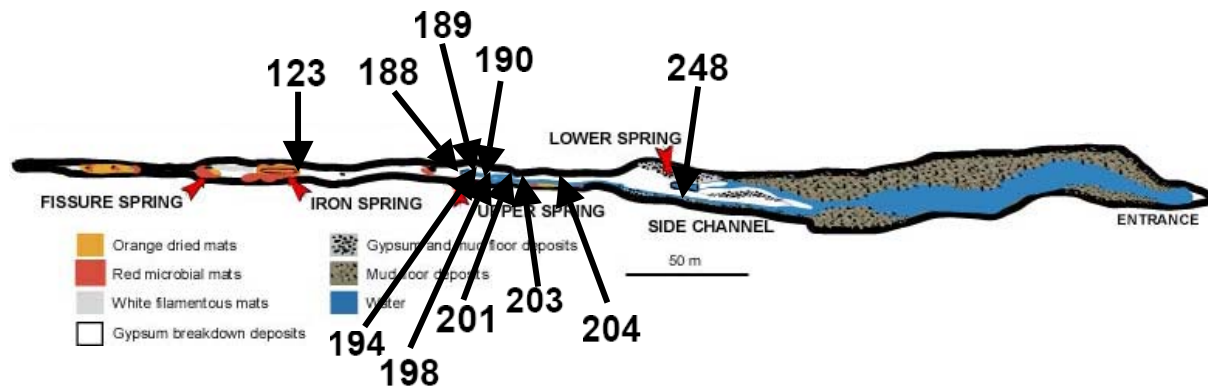 189
190
123
188
248
LOWER SPRING
FISSURE SPRING
IRON SPRING
UPPER SPRING
SIDE CHANNEL
ENTRANCE
Orange dried mats
Gypsum and mud floor deposits
Red microbial mats
Mud floor deposits
50 m
White filamentous mats
Water
Gypsum breakdown deposits
194
198
201
203
204